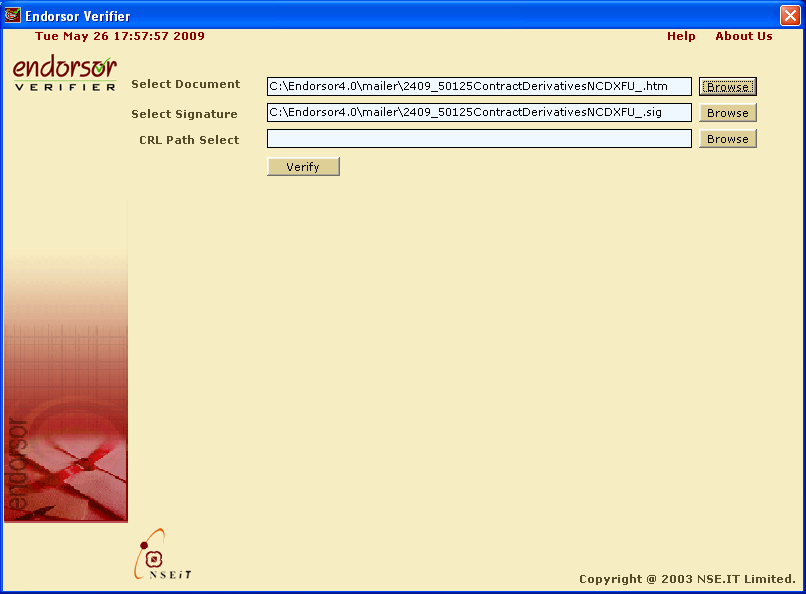 Endorsor Verifier
Tue May 26 17:57:57 2009
Help About Us
endorsor
VERIFIER
Select Document C:\Endorsor4.0\mailer\2409_50125ContractDerivativesNCDXFU_.htm Browse
Select Signature C:\Endorsor4.0\mailer\2409_50125ContractDerivativesNCDXFU_.sig Browse
CRL Path Select Browse
Verify
endorsor
NSEiT
Copyright @ 2003 NSE.IT Limited.